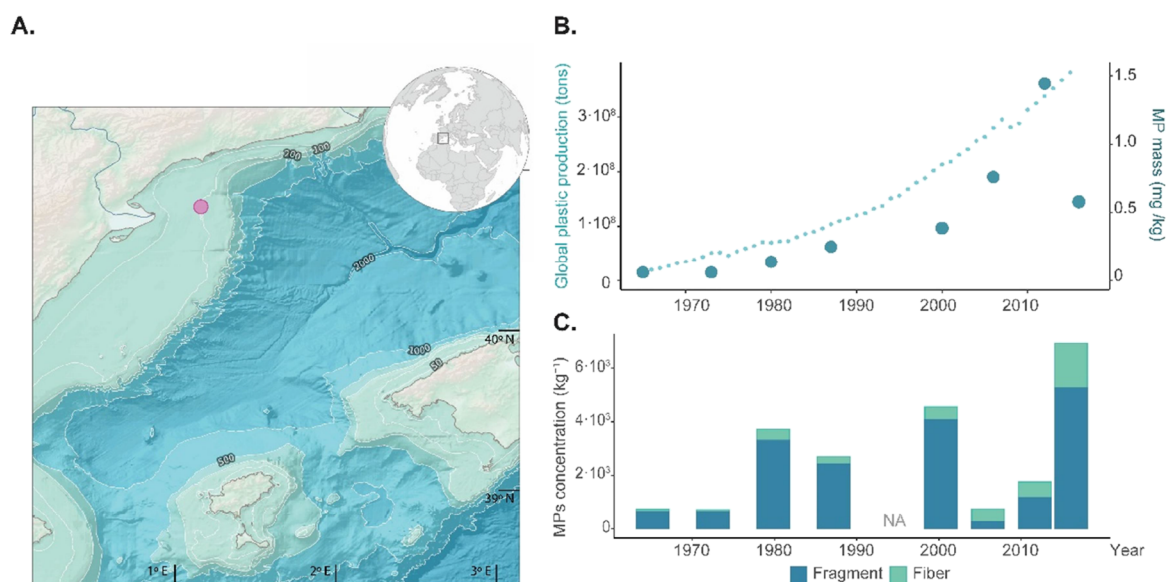 A.
200
100
-2000
40º N
1000
50
500
39º N
1º E
2º E
3º E
B.
Global plastic production (tons)
3·10⁸
2·10⁸
1·10⁸
0
1.5
1.0
0.5
0
MP mass (mg /kg)
1970
1980
1990
2000
2010
C.
MPs concentration (kg⁻¹)
6·10³
4·10³
2·10³
0
NA
1970
1980
1990
2000
2010
Year
Fragment
Fiber